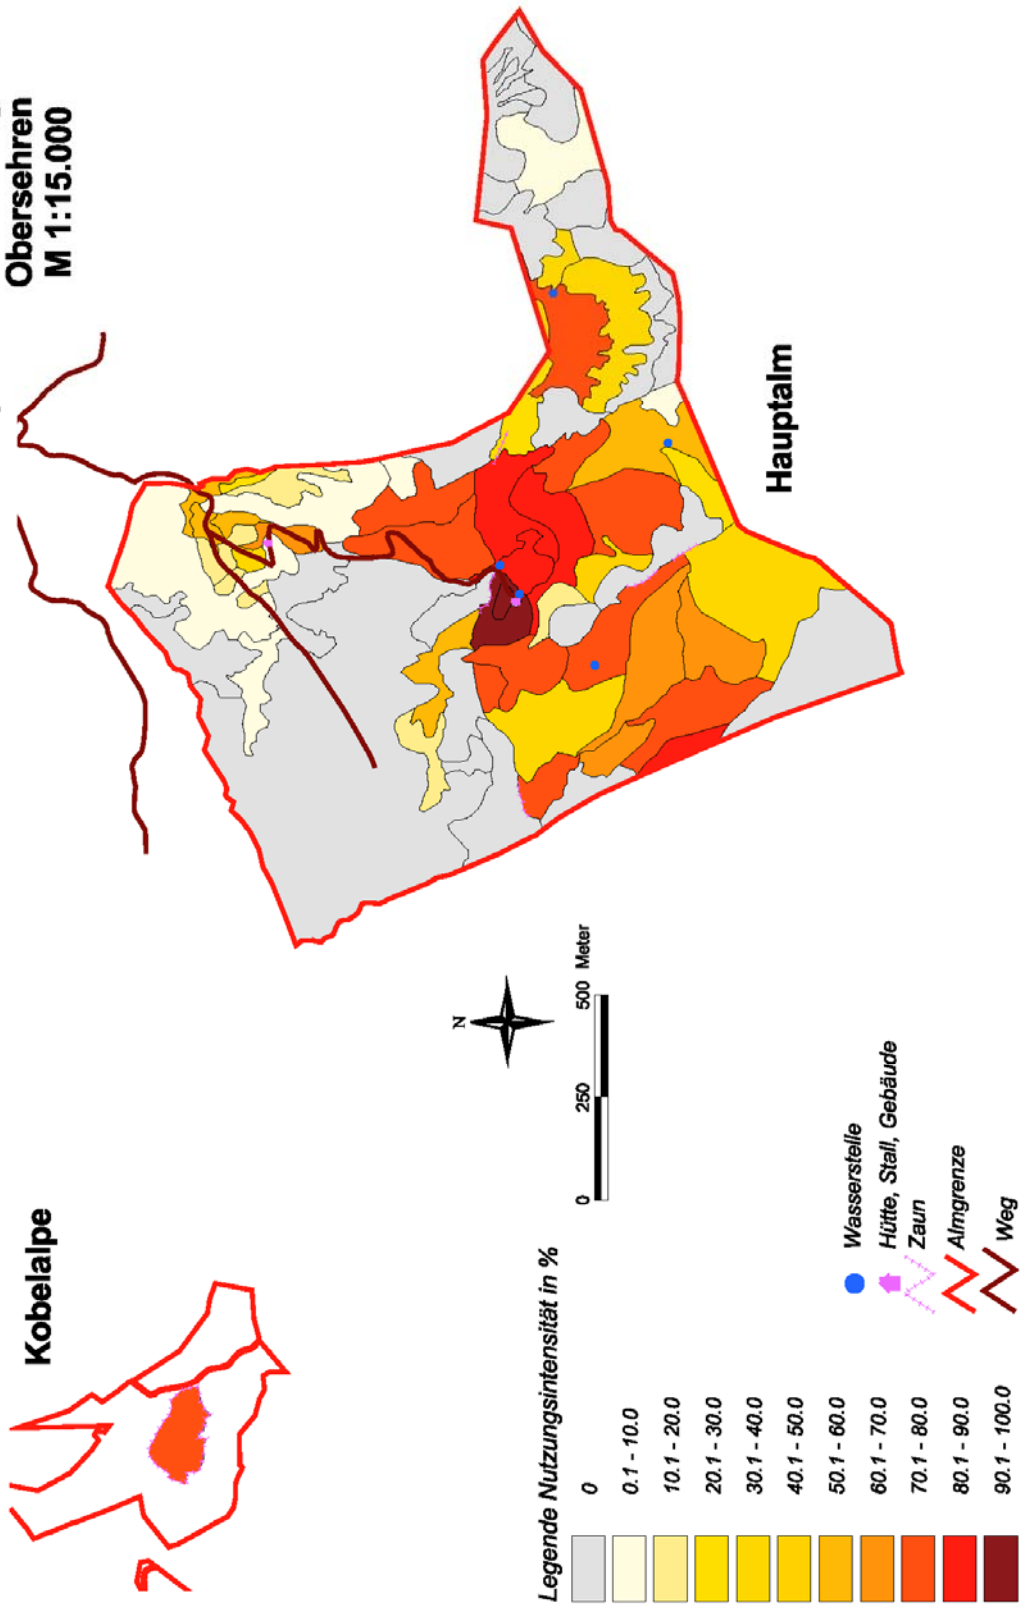 Obersehren
M 1:15.000
Kobelalpe
Hauptalm
N
0 250 500 Meter
Legende Nutzungsintensität in %
0
0.1 - 10.0
10.1 - 20.0
20.1 - 30.0
30.1 - 40.0
40.1 - 50.0
50.1 - 60.0
60.1 - 70.0
70.1 - 80.0
80.1 - 90.0
90.1 - 100.0
Wasserstelle
Hütte, Stall, Gebäude
Zaun
Almgrenze
Weg